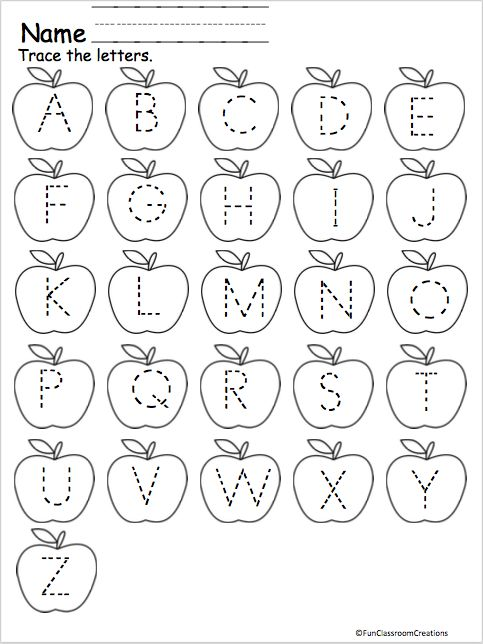 Name
Trace the letters.
A B C D E
F G H I J
K L M N O
P Q R S T
U V W X Y
Z
©FunClassroomCreations